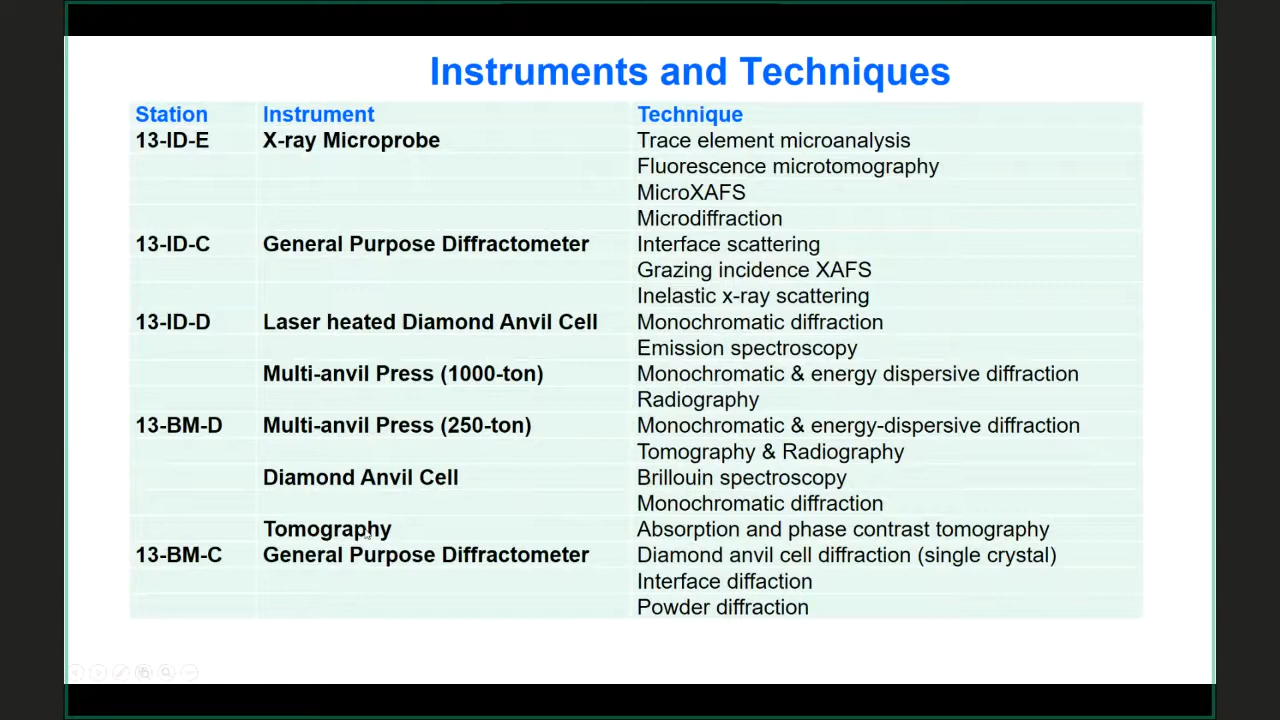 Instruments and Techniques
Station Instrument Technique
13-ID-E X-ray Microprobe Trace element microanalysis
Fluorescence microtomography
MicroXAFS
Microdiffraction
13-ID-C General Purpose Diffractometer Interface scattering
Grazing incidence XAFS
Inelastic x-ray scattering
13-ID-D Laser heated Diamond Anvil Cell Monochromatic diffraction
Emission spectroscopy
Multi-anvil Press (1000-ton) Monochromatic & energy dispersive diffraction
Radiography
13-BM-D Multi-anvil Press (250-ton) Monochromatic & energy-dispersive diffraction
Tomography & Radiography
Diamond Anvil Cell Brillouin spectroscopy
Monochromatic diffraction
Tomography Absorption and phase contrast tomography
13-BM-C General Purpose Diffractometer Diamond anvil cell diffraction (single crystal)
Interface diffaction
Powder diffraction